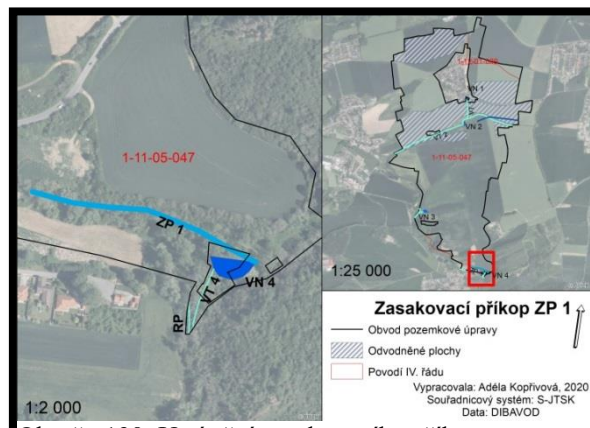 1-11-05-047
ZP 1
VT 4
VN 4
RP
1:2 000
VN 1
VN 2
1-11-05-047
VN 3
VN 4
1:25 000
Zasakovací příkop ZP 1
Obvod pozemkové úpravy
Odvodněné plochy
Povodí IV. řádu
Vypracovala: Adéla Kopřivová, 2020
Souřadnicový systém: S-JTSK
Data: DIBAVOD